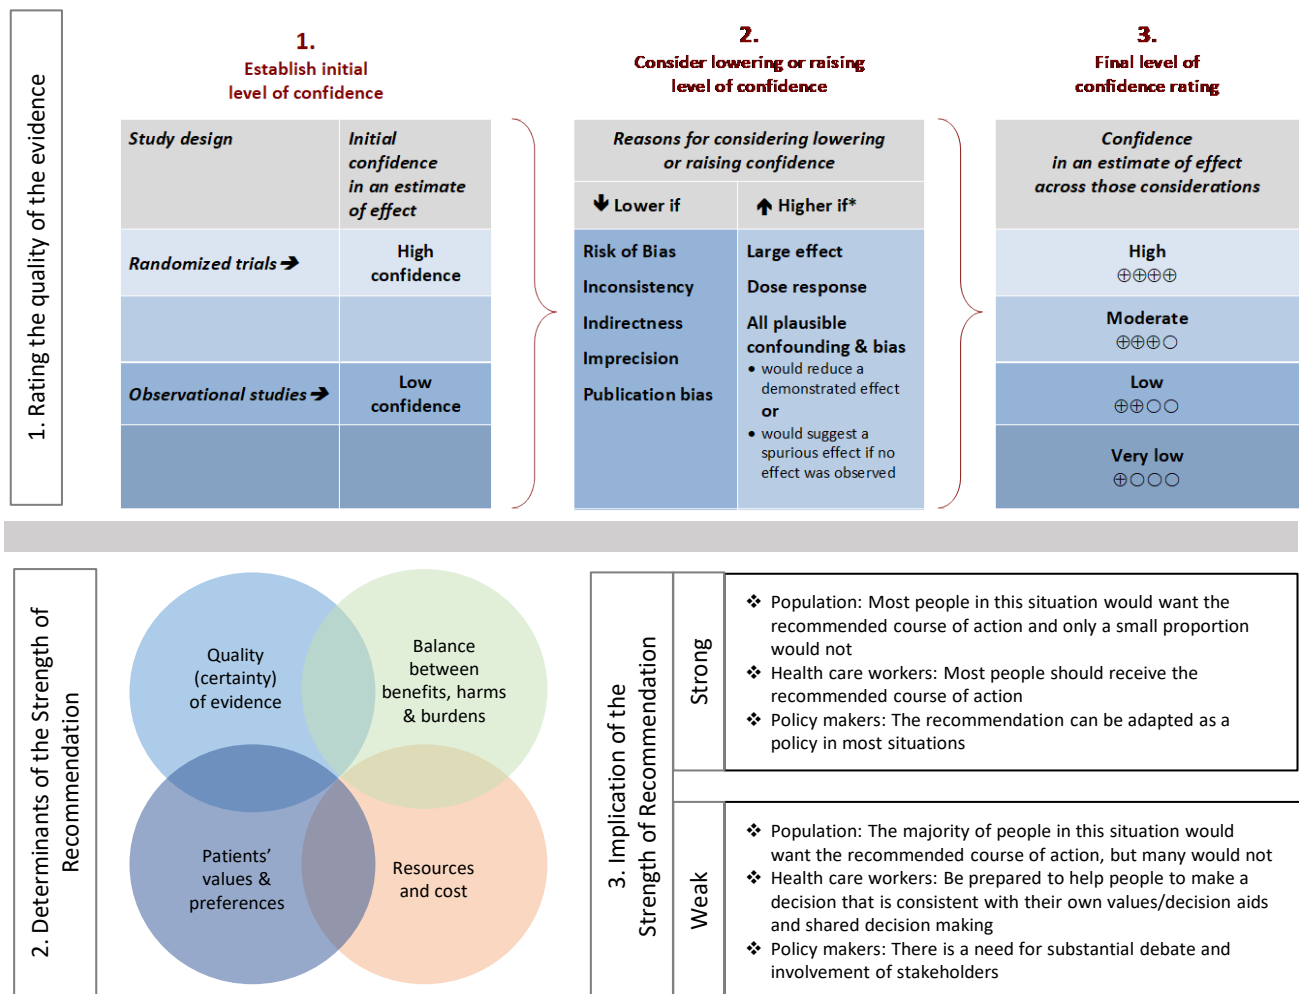 1. Rating the quality of the evidence
1.
Establish initial
level of confidence
Study design
Initial
confidence
in an estimate
of effect
Randomized trials ➔
High
confidence
Observational studies ➔
Low
confidence
2.
Consider lowering or raising
level of confidence
Reasons for considering lowering
or raising confidence
🡻 Lower if
🢁 Higher if*
Risk of Bias
Inconsistency
Indirectness
Imprecision
Publication bias
Large effect
Dose response
All plausible
confounding & bias
• would reduce a
demonstrated effect
or
• would suggest a
spurious effect if no
effect was observed
3.
Final level of
confidence rating
Confidence
in an estimate of effect
across those considerations
High
⊕⊕⊕⊕
Moderate
⊕⊕⊕○
Low
⊕⊕○○
Very low
⊕○○○
2. Determinants of the Strength of
Recommendation
Quality
(certainty)
of evidence
Balance
between
benefits, harms
& burdens
Patients’
values &
preferences
Resources
and cost
3. Implication of the
Strength of Recommendation
Strong
❖ Population: Most people in this situation would want the
recommended course of action and only a small proportion
would not
❖ Health care workers: Most people should receive the
recommended course of action
❖ Policy makers: The recommendation can be adapted as a
policy in most situations
Weak
❖ Population: The majority of people in this situation would
want the recommended course of action, but many would not
❖ Health care workers: Be prepared to help people to make a
decision that is consistent with their own values/decision aids
and shared decision making
❖ Policy makers: There is a need for substantial debate and
involvement of stakeholders